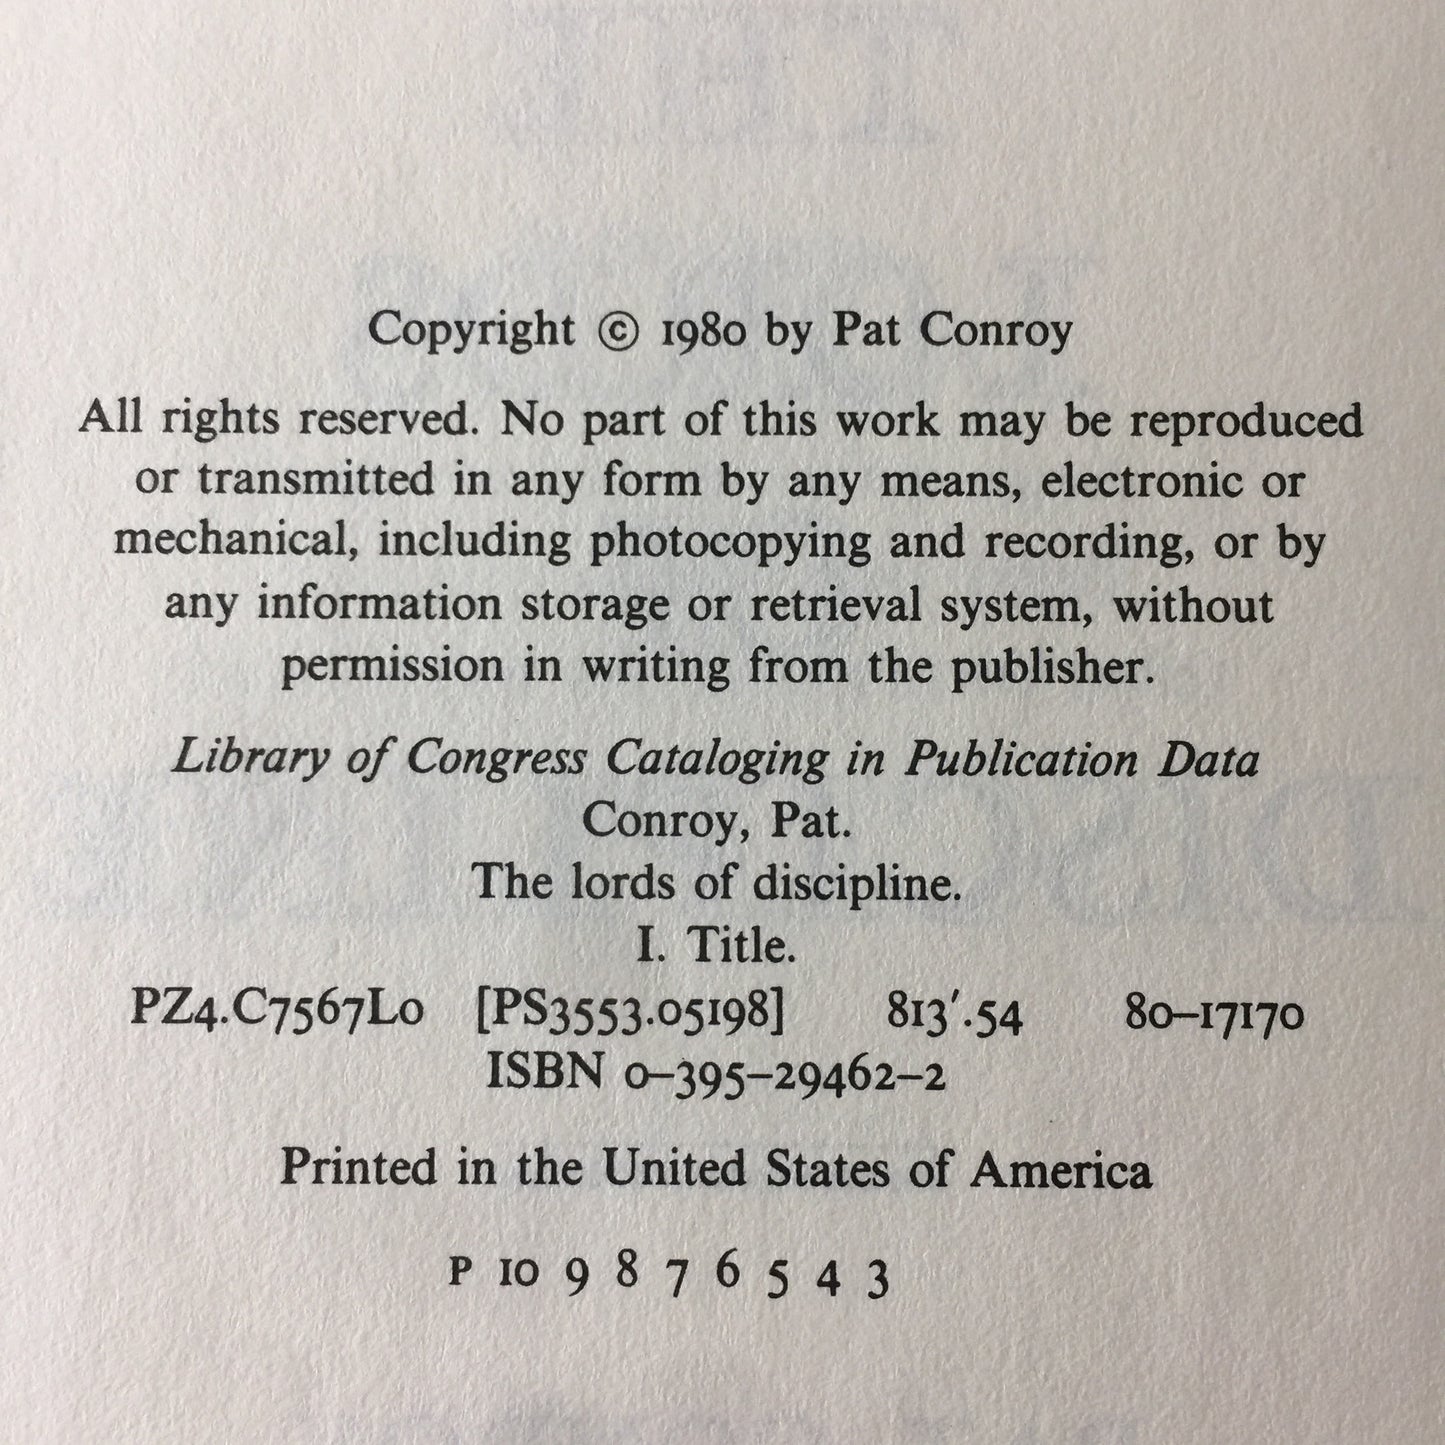 Copyright © 1980 by Pat Conroy
All rights reserved. No part of this work may be reproduced
or transmitted in any form by any means, electronic or
mechanical, including photocopying and recording, or by
any information storage or retrieval system, without
permission in writing from the publisher.
Library of Congress Cataloging in Publication Data
Conroy, Pat.
The lords of discipline.
I. Title.
PZ4.C7567Lo [PS3553.O5198] 813'.54 80–17170
ISBN 0–395–29462–2
Printed in the United States of America
P 10 9 8 7 6 5 4 3